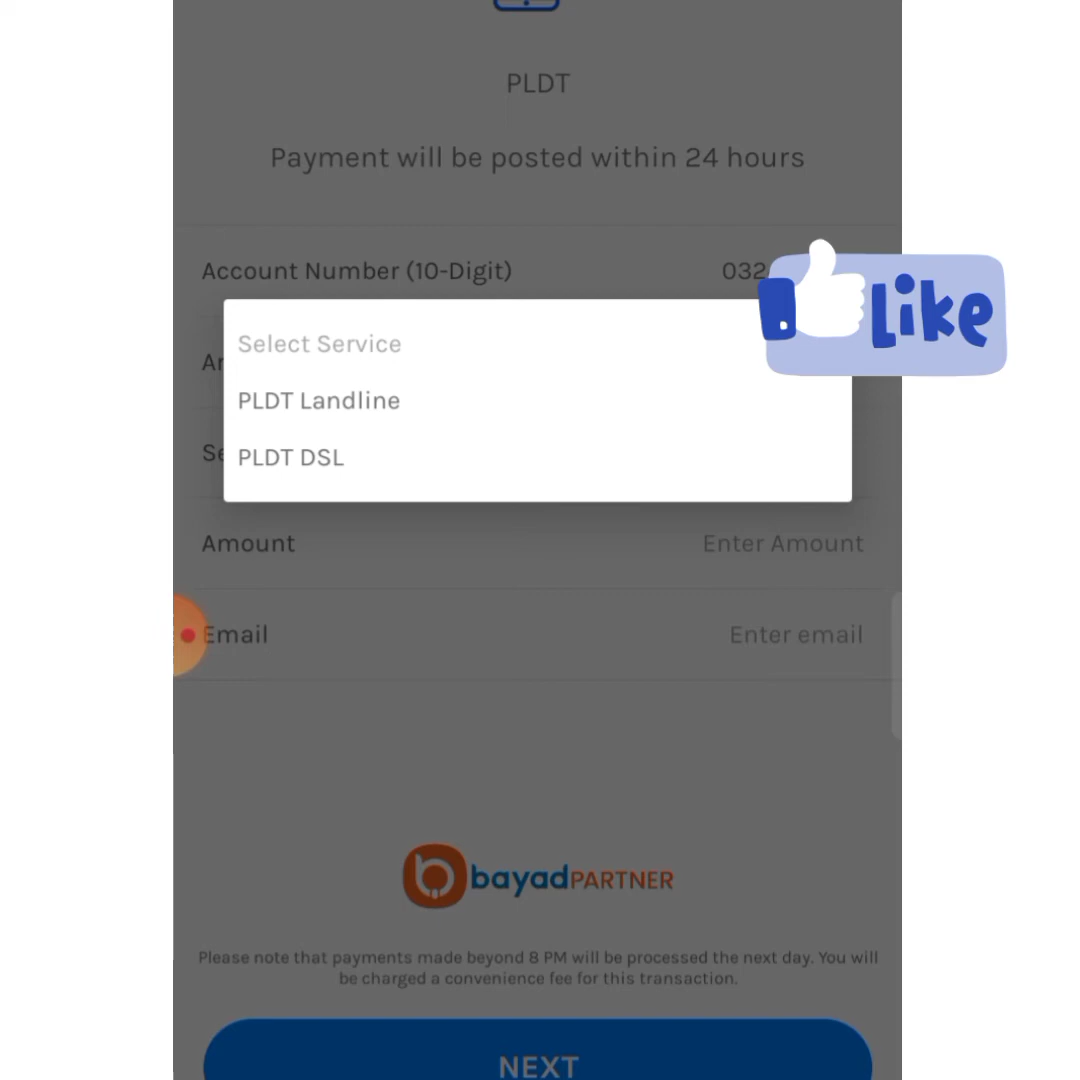 PLDT
Payment will be posted within 24 hours
Account Number (10-Digit) 032
Like
Select Service
PLDT Landline
PLDT DSL
Amount Enter Amount
Email Enter email
bayad PARTNER
Please note that payments made beyond 8 PM will be processed the next day. You will
be charged a convenience fee for this transaction.
NEXT